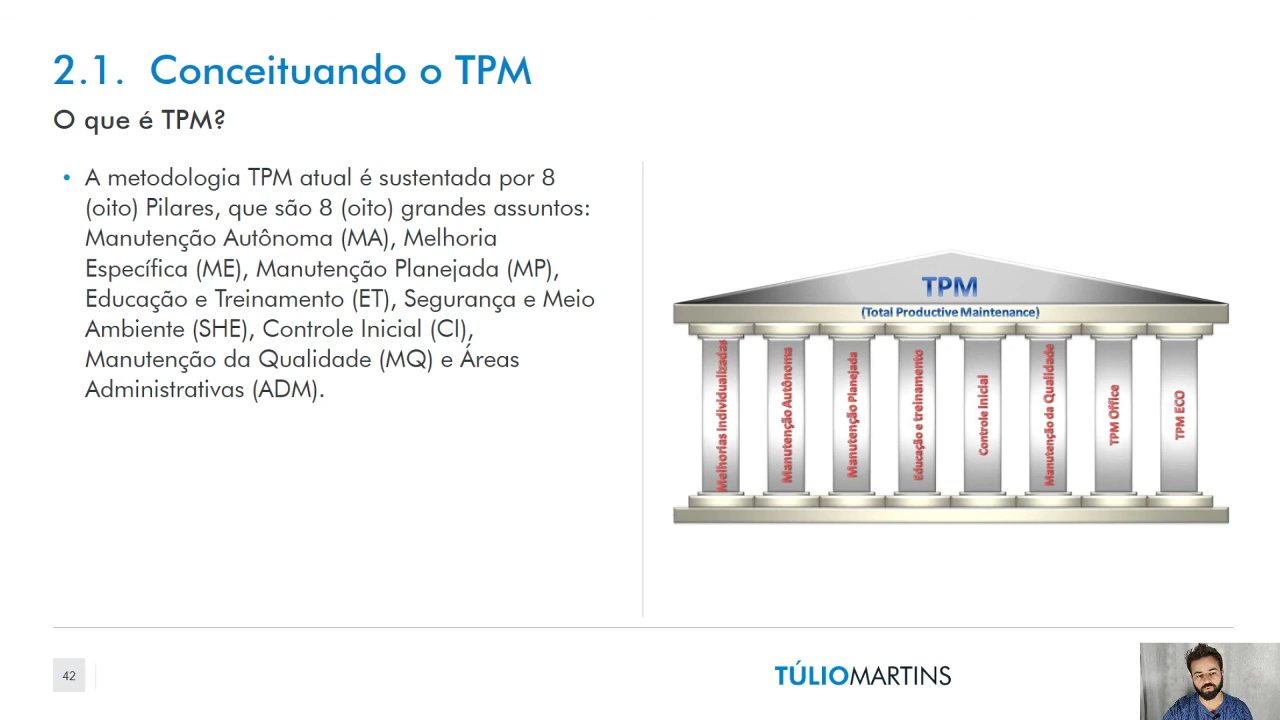 2.1. Conceituando o TPM
O que é TPM?
• A metodologia TPM atual é sustentada por 8
(oito) Pilares, que são 8 (oito) grandes assuntos:
Manutenção Autônoma (MA), Melhoria
Específica (ME), Manutenção Planejada (MP),
Educação e Treinamento (ET), Segurança e Meio
Ambiente (SHE), Controle Inicial (CI),
Manutenção da Qualidade (MQ) e Áreas
Administrativas (ADM).
TPM
(Total Productive Maintenance)
Melhorias Individualizadas
Manutenção Autônoma
Manutenção Planejada
Educação e treinamento
Controle Inicial
Manutenção da Qualidade
TPM Office
TPM ECO
42
TÚLIOMARTINS